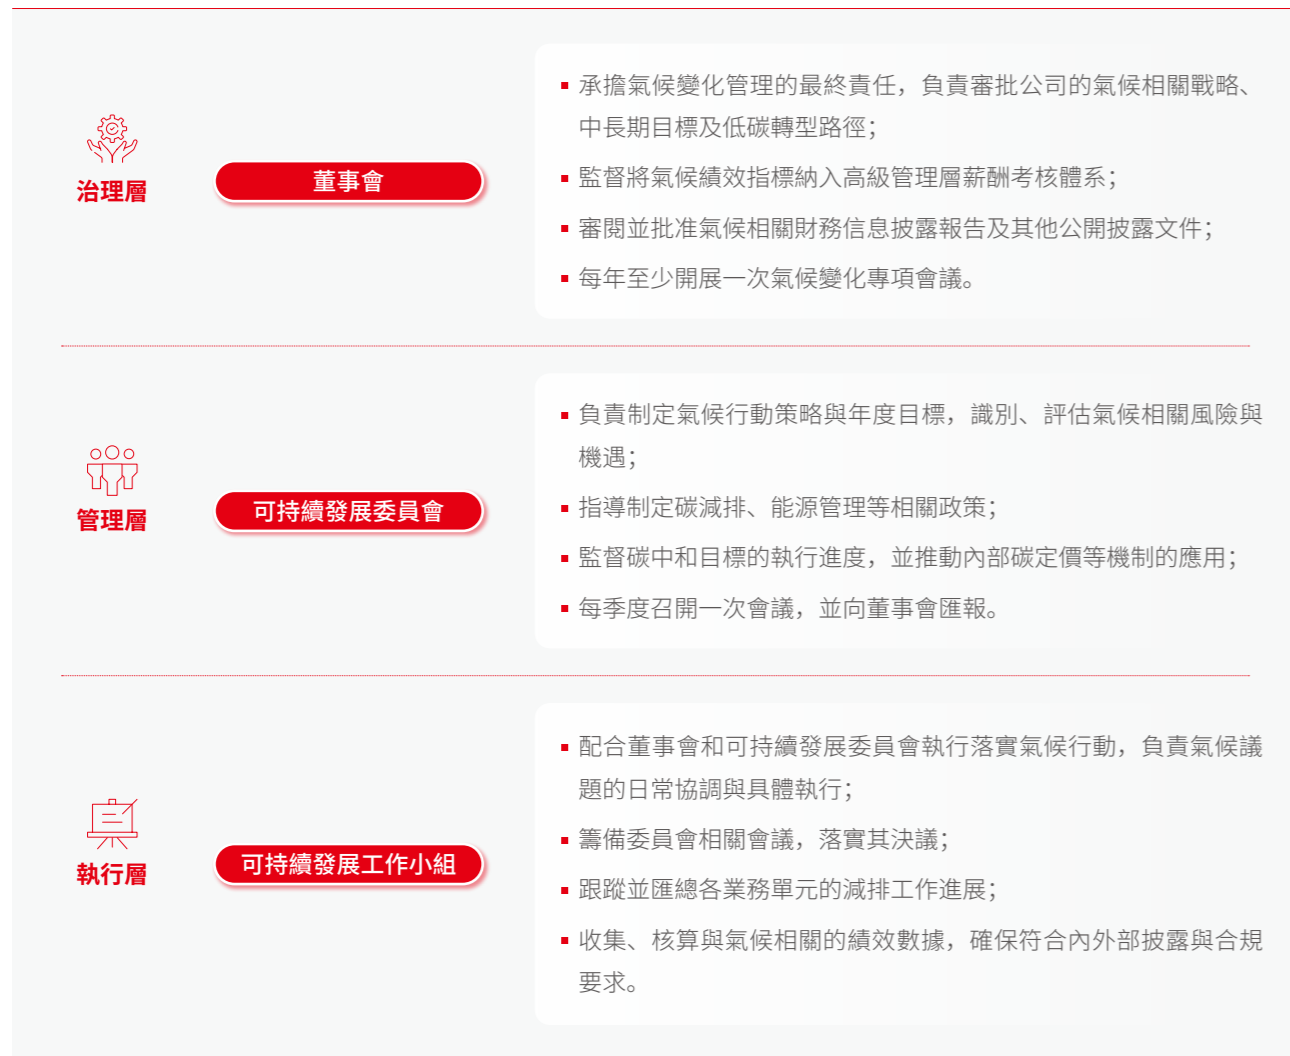 治理層
董事會
承擔氣候變化管理的最終責任，負責審批公司的氣候相關戰略、
中長期目標及低碳轉型路徑；
監督將氣候績效指標納入高級管理層薪酬考核體系；
審閱並批准氣候相關財務信息披露報告及其他公開披露文件；
每年至少開展一次氣候變化專項會議。
管理層
可持續發展委員會
負責制定氣候行動策略與年度目標，識別、評估氣候相關風險與
機遇；
指導制定碳減排、能源管理等相關政策；
監督碳中和目標的執行進度，並推動內部碳定價等機制的應用；
每季度召開一次會議，並向董事會匯報。
執行層
可持續發展工作小組
配合董事會和可持續發展委員會執行落實氣候行動，負責氣候議
題的日常協調與具體執行；
籌備委員會相關會議，落實其決議；
跟蹤並匯總各業務單元的減排工作進展；
收集、核算與氣候相關的績效數據，確保符合內外部披露與合規
要求。